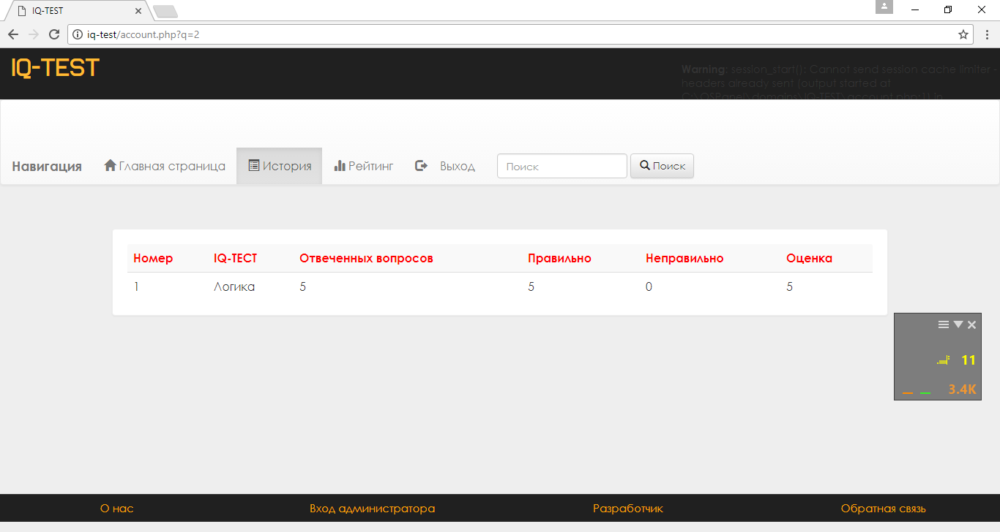 IQ-TEST
iq-test/account.php?q=2
IQ-TEST
Warning: session_start(): Cannot send session cache limiter -
headers already sent (output started at
C:\OSPanel\domains\IQ-TEST\account.php:11 in
Навигация Главная страница История Рейтинг Выход Поиск Поиск
Номер IQ-ТЕСТ Отвеченных вопросов Правильно Неправильно Оценка
1 Логика 5 5 0 5
11
3.4K
О нас Вход администратора Разработчик Обратная связь